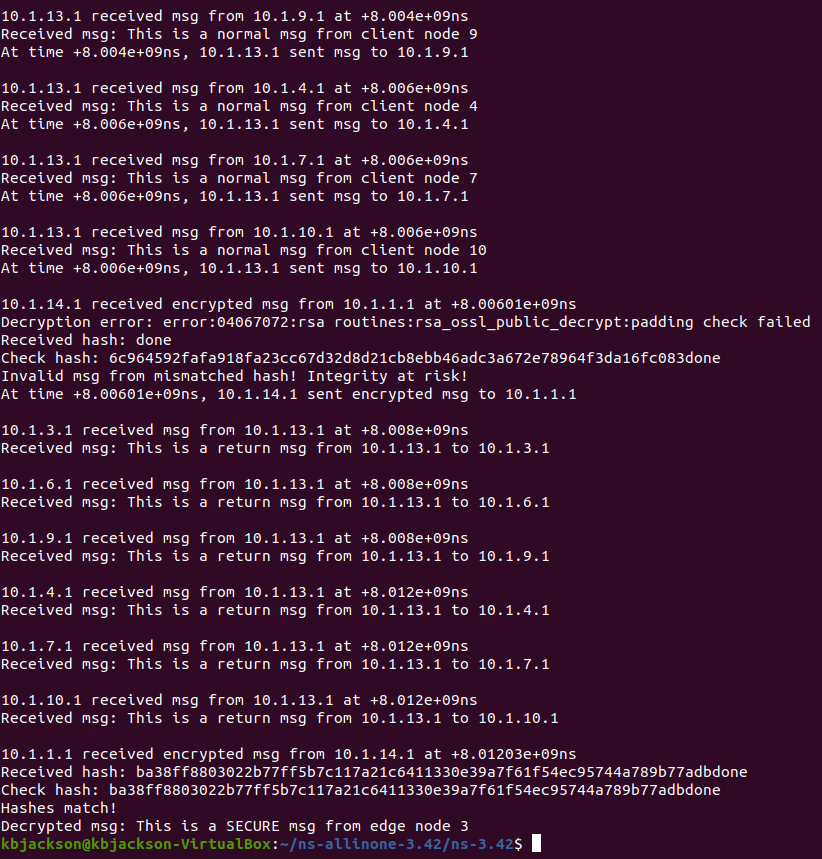 10.1.13.1 received msg from 10.1.9.1 at +8.004e+09ns
Received msg: This is a normal msg from client node 9
At time +8.004e+09ns, 10.1.13.1 sent msg to 10.1.9.1
10.1.13.1 received msg from 10.1.4.1 at +8.006e+09ns
Received msg: This is a normal msg from client node 4
At time +8.006e+09ns, 10.1.13.1 sent msg to 10.1.4.1
10.1.13.1 received msg from 10.1.7.1 at +8.006e+09ns
Received msg: This is a normal msg from client node 7
At time +8.006e+09ns, 10.1.13.1 sent msg to 10.1.7.1
10.1.13.1 received msg from 10.1.10.1 at +8.006e+09ns
Received msg: This is a normal msg from client node 10
At time +8.006e+09ns, 10.1.13.1 sent msg to 10.1.10.1
10.1.14.1 received encrypted msg from 10.1.1.1 at +8.00601e+09ns
Decryption error: error:04067072:rsa routines:rsa_ossl_public_decrypt:padding check failed
Received hash: done
Check hash: 6c964592fafa918fa23cc67d32d8d21cb8ebb46adc3a672e78964f3da16fc083done
Invalid msg from mismatched hash! Integrity at risk!
At time +8.00601e+09ns, 10.1.14.1 sent encrypted msg to 10.1.1.1
10.1.3.1 received msg from 10.1.13.1 at +8.008e+09ns
Received msg: This is a return msg from 10.1.13.1 to 10.1.3.1
10.1.6.1 received msg from 10.1.13.1 at +8.008e+09ns
Received msg: This is a return msg from 10.1.13.1 to 10.1.6.1
10.1.9.1 received msg from 10.1.13.1 at +8.008e+09ns
Received msg: This is a return msg from 10.1.13.1 to 10.1.9.1
10.1.4.1 received msg from 10.1.13.1 at +8.012e+09ns
Received msg: This is a return msg from 10.1.13.1 to 10.1.4.1
10.1.7.1 received msg from 10.1.13.1 at +8.012e+09ns
Received msg: This is a return msg from 10.1.13.1 to 10.1.7.1
10.1.10.1 received msg from 10.1.13.1 at +8.012e+09ns
Received msg: This is a return msg from 10.1.13.1 to 10.1.10.1
10.1.1.1 received encrypted msg from 10.1.14.1 at +8.01203e+09ns
Received hash: ba38ff8803022b77ff5b7c117a21c6411330e39a7f61f54ec95744a789b77adbdone
Check hash: ba38ff8803022b77ff5b7c117a21c6411330e39a7f61f54ec95744a789b77adbdone
Hashes match!
Decrypted msg: This is a SECURE msg from edge node 3
kbjackson@kbjackson-VirtualBox:~/ns-allinone-3.42/ns-3.42$